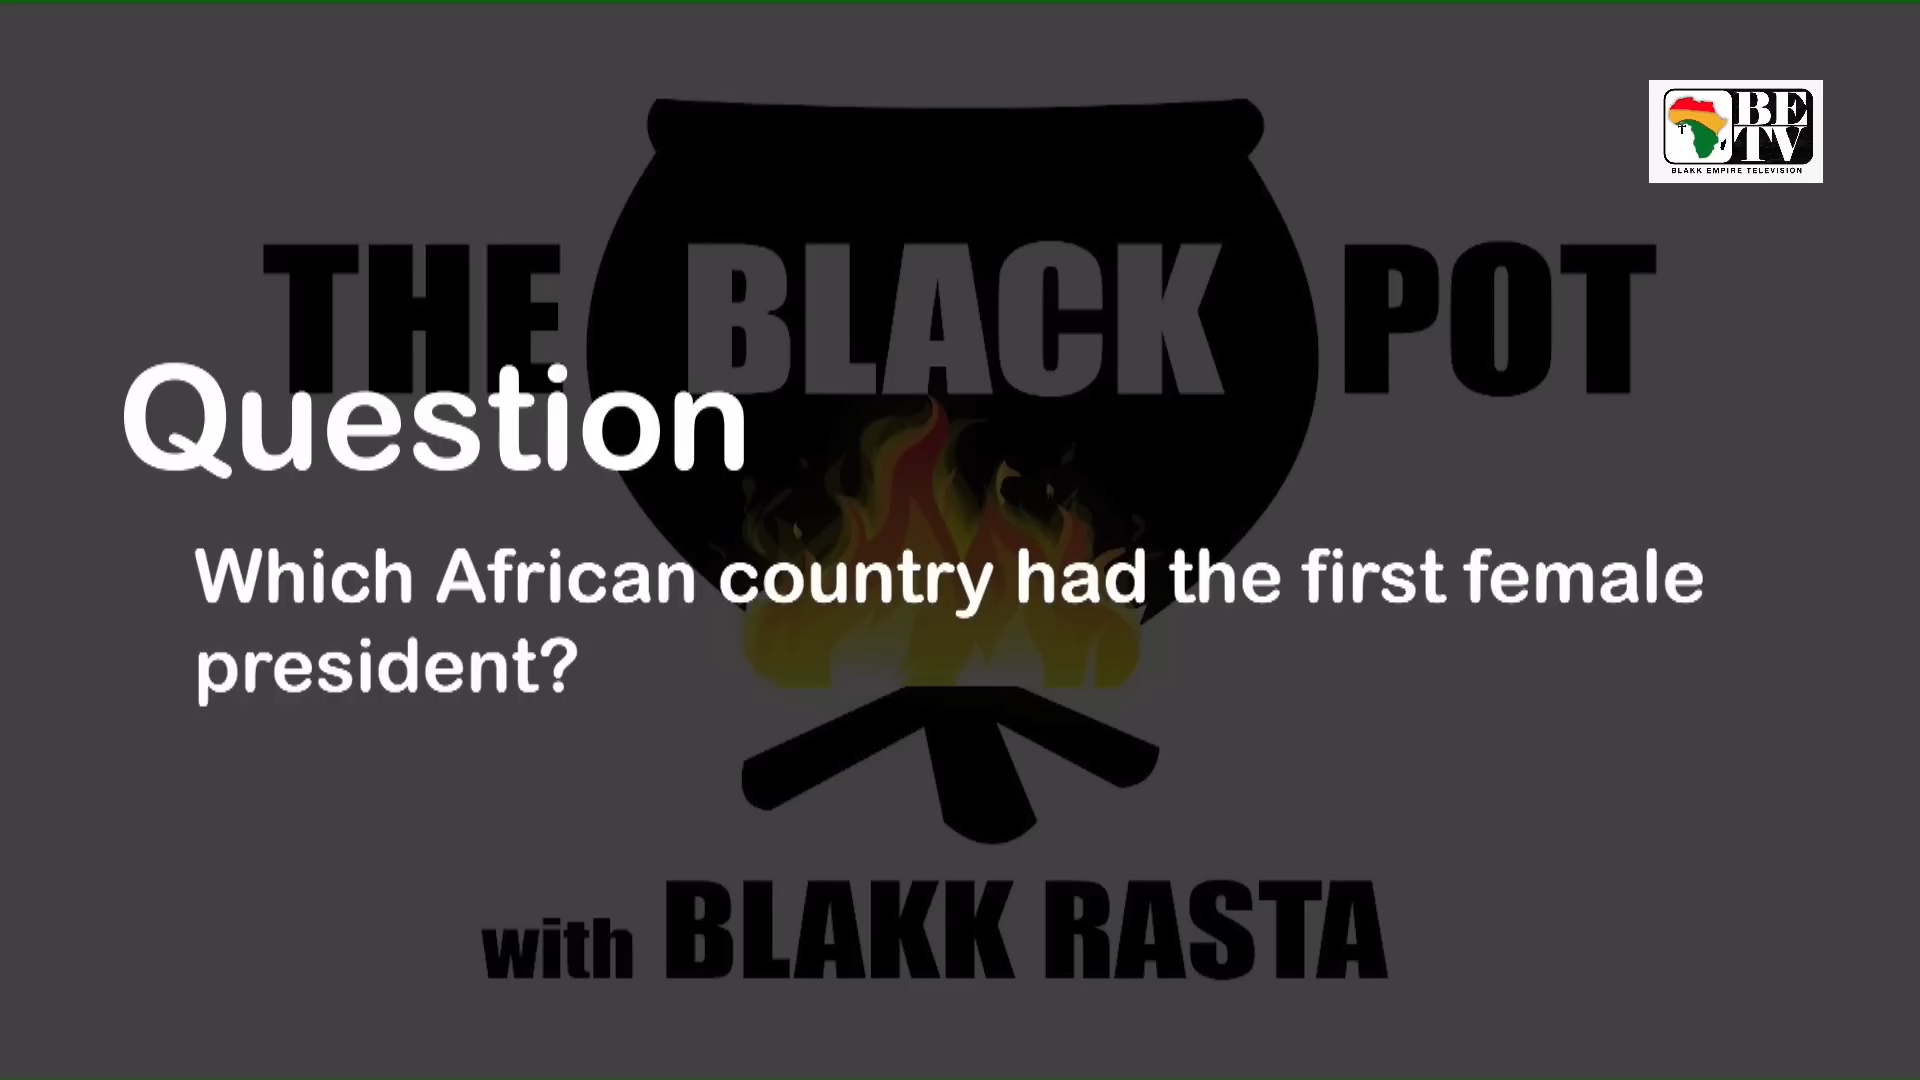 BE
TV
BLAKK EMPIRE TELEVISION
THE BLACK POT
Question
Which African country had the first female
president?
with BLAKK RASTA